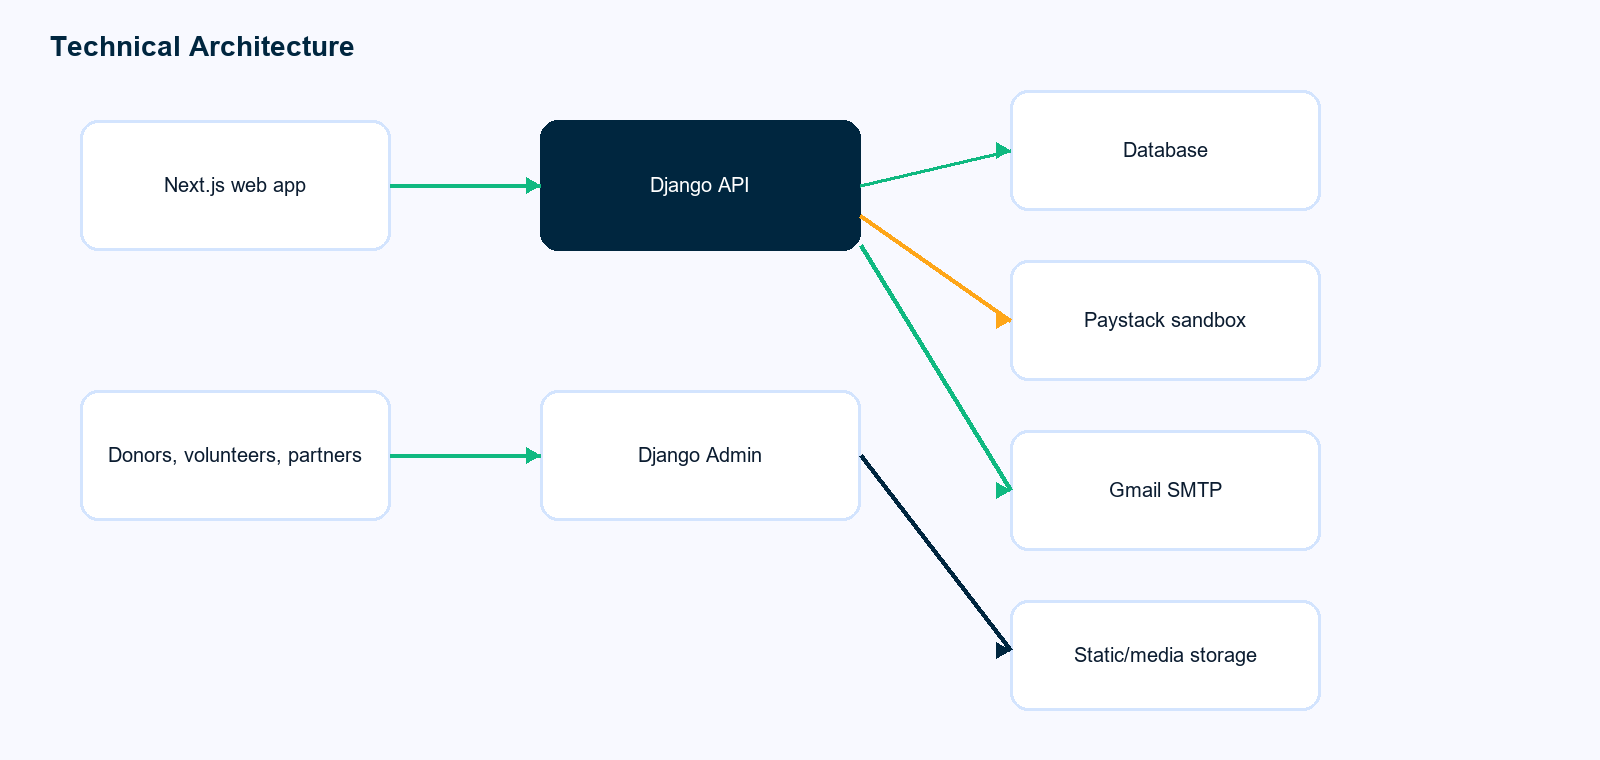 Technical Architecture
Next.js web app
Django API
Database
Paystack sandbox
Donors, volunteers, partners
Django Admin
Gmail SMTP
Static/media storage